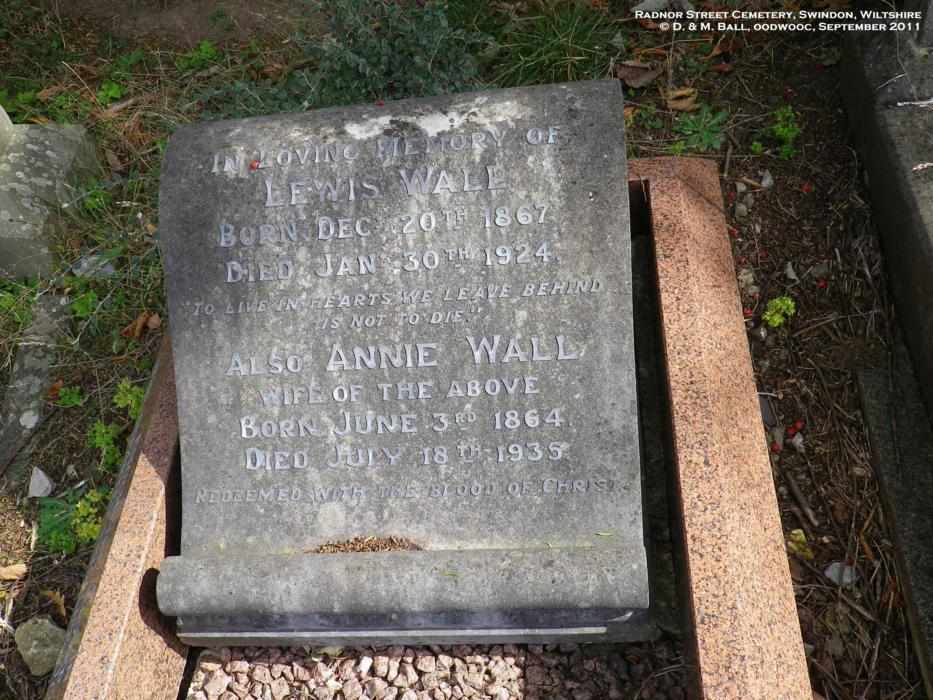 Radnor Street Cemetery, Swindon, Wiltshire
© D. & M. Ball, oodwooc, September 2011
In Loving Memory of
Lewis Wall
Born Dec. 20th 1867
Died Jan. 30th 1924.
"To live in hearts we leave behind
is not to die."
Also Annie Wall
wife of the above
Born June 3rd 1864.
Died July 18th 1935
Redeemed with the blood of Christ.